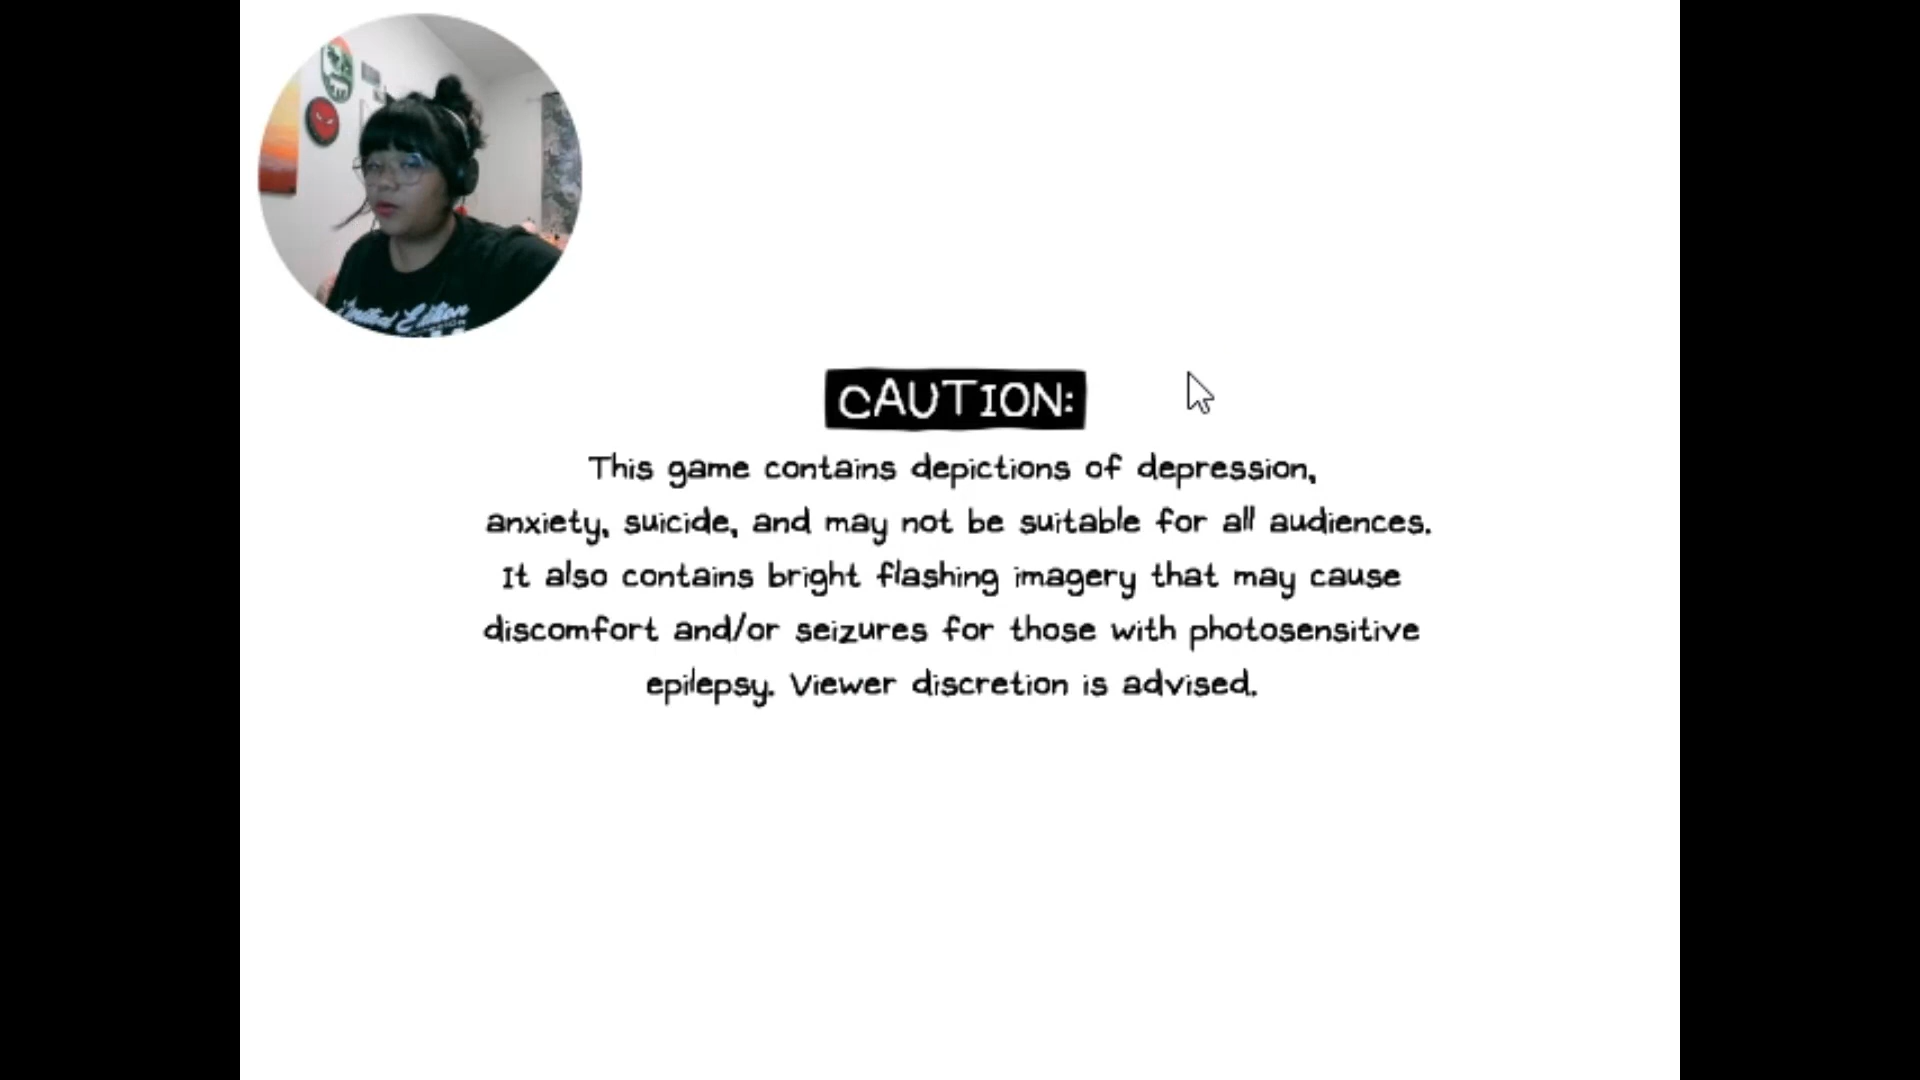 Limited Edition
CAUTION:
This game contains depictions of depression,
anxiety, suicide, and may not be suitable for all audiences.
It also contains bright flashing imagery that may cause
discomfort and/or seizures for those with photosensitive
epilepsy. Viewer discretion is advised.